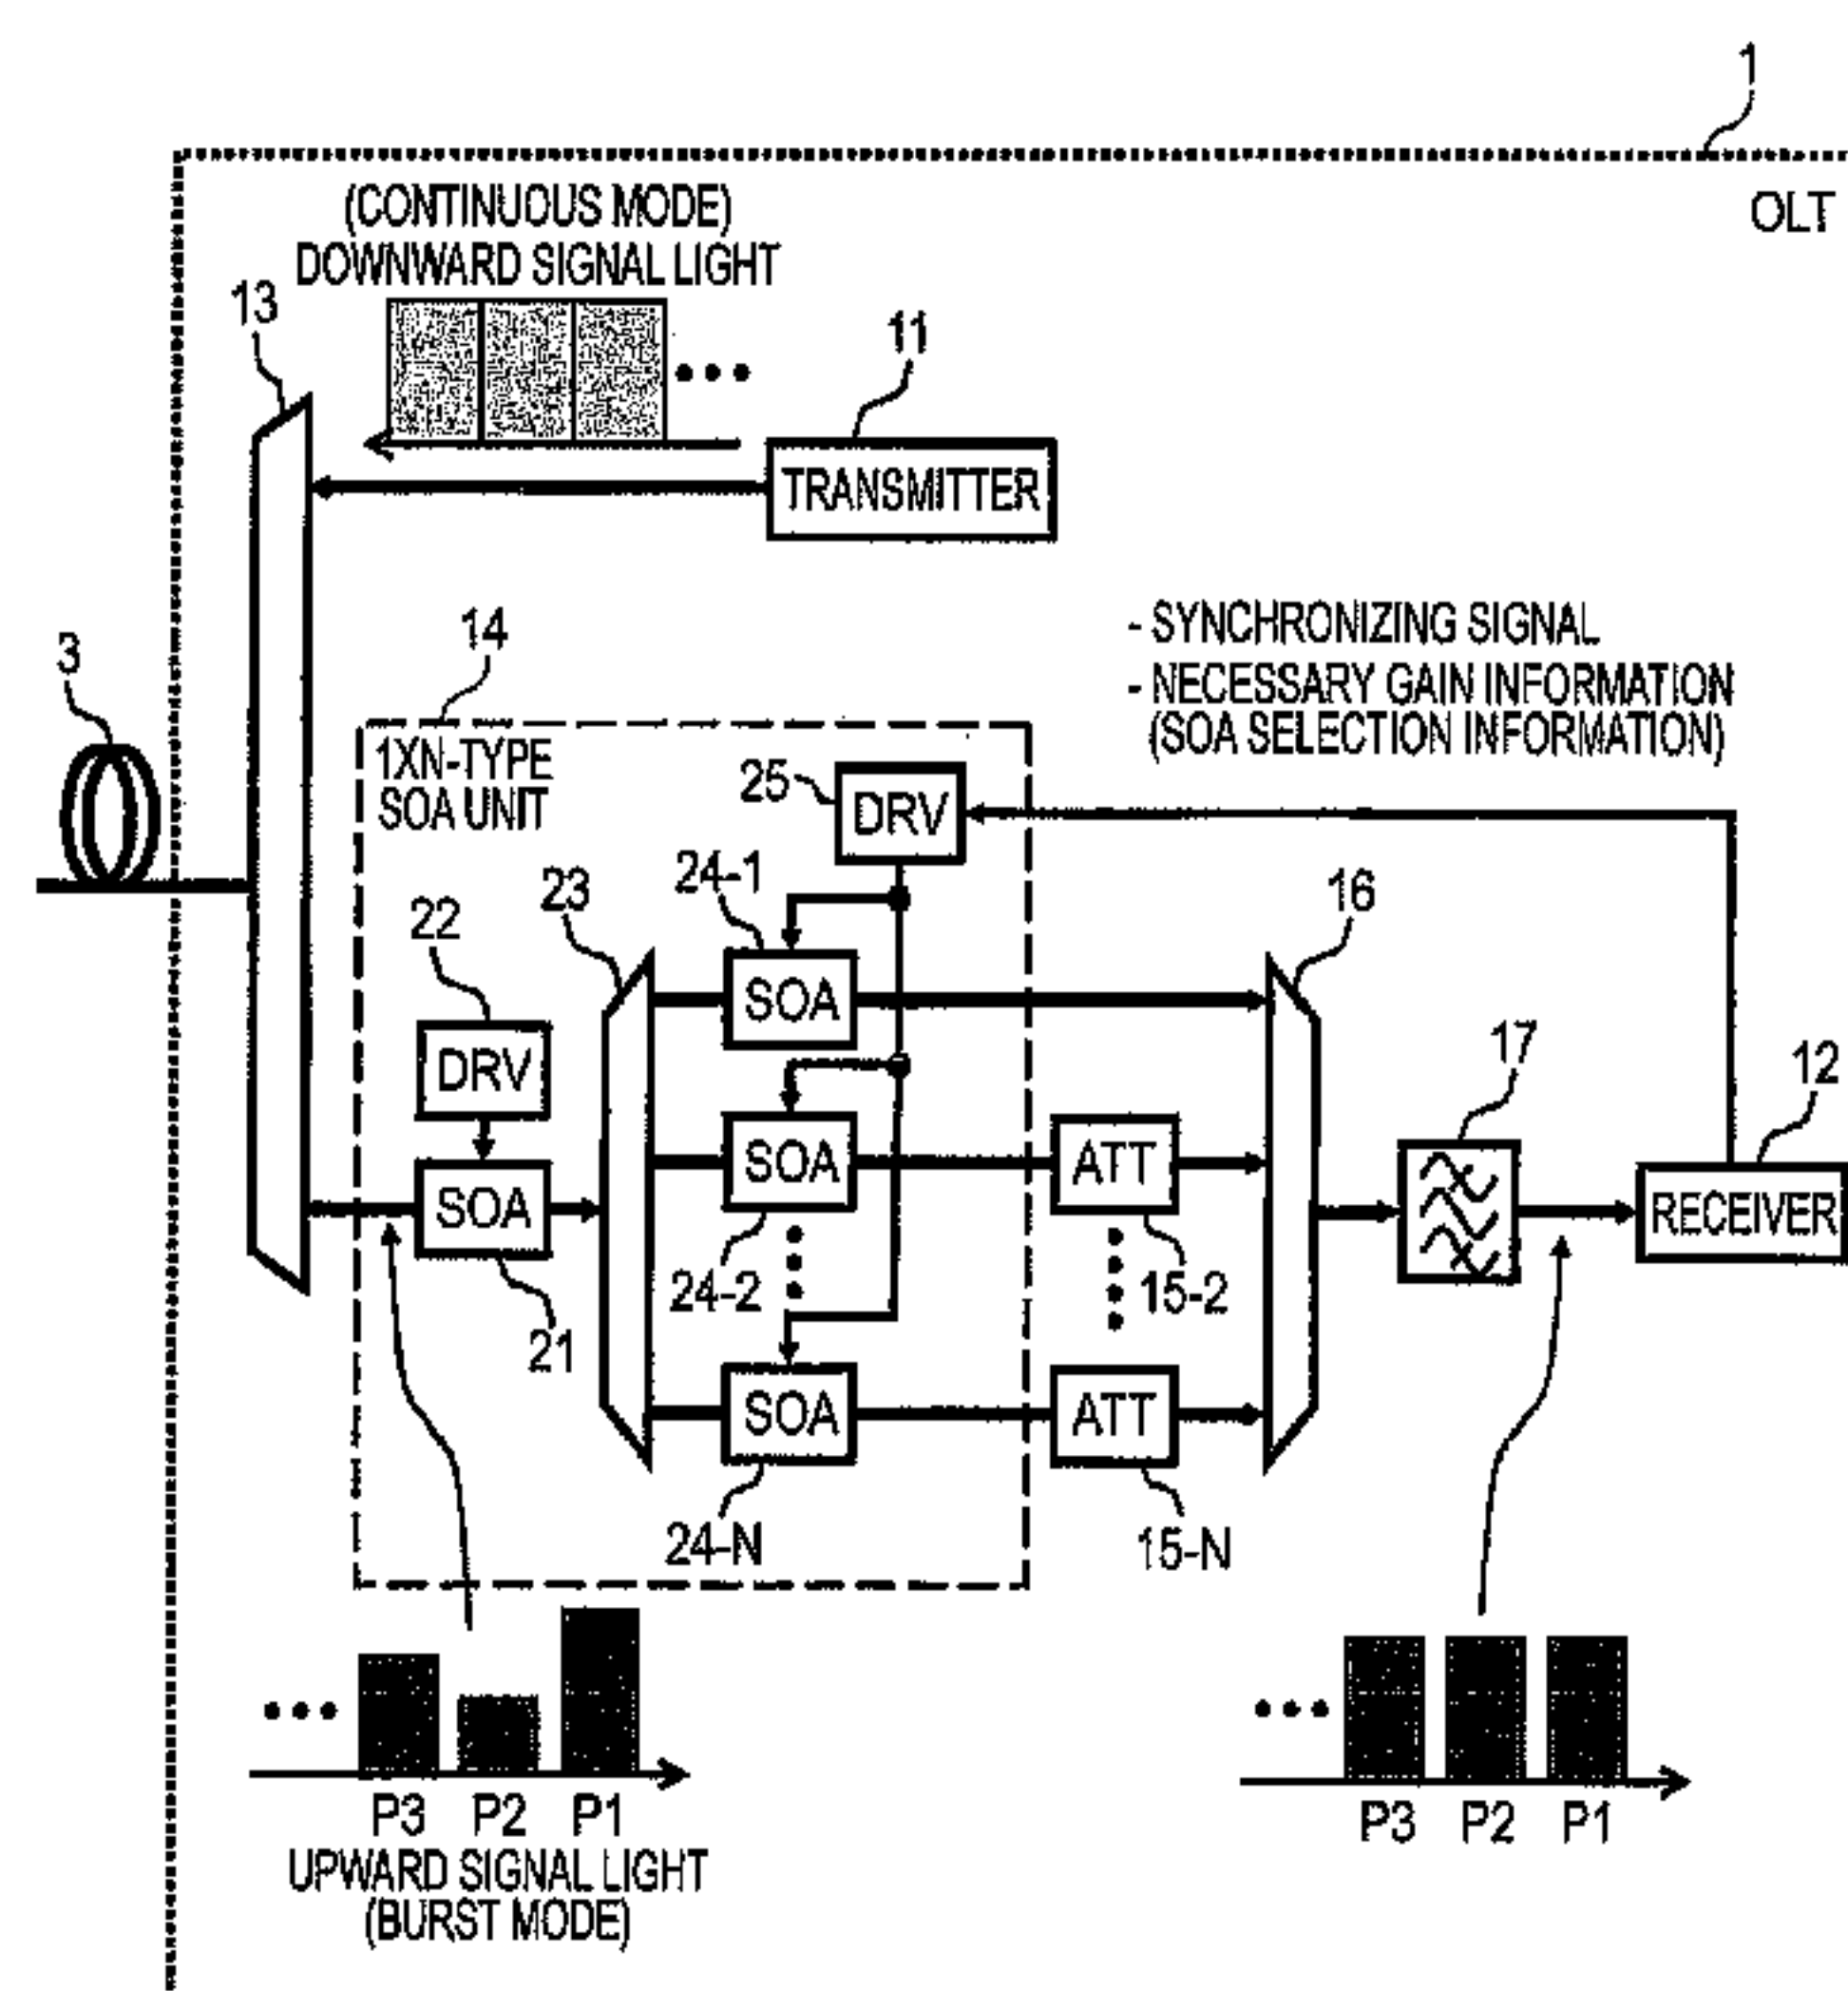 1
OLT
(CONTINUOUS MODE)
DOWNWARD SIGNAL LIGHT
13
11
TRANSMITTER
3
14
- SYNCHRONIZING SIGNAL
- NECESSARY GAIN INFORMATION
(SOA SELECTION INFORMATION)
1XN-TYPE
SOA UNIT
25
DRV
24-1
23
22
16
SOA
DRV
17
12
SOA
ATT
SOA
RECEIVER
24-2
15-2
21
SOA
ATT
24-N
15-N
P3 P2 P1
UPWARD SIGNAL LIGHT
(BURST MODE)
P3 P2 P1